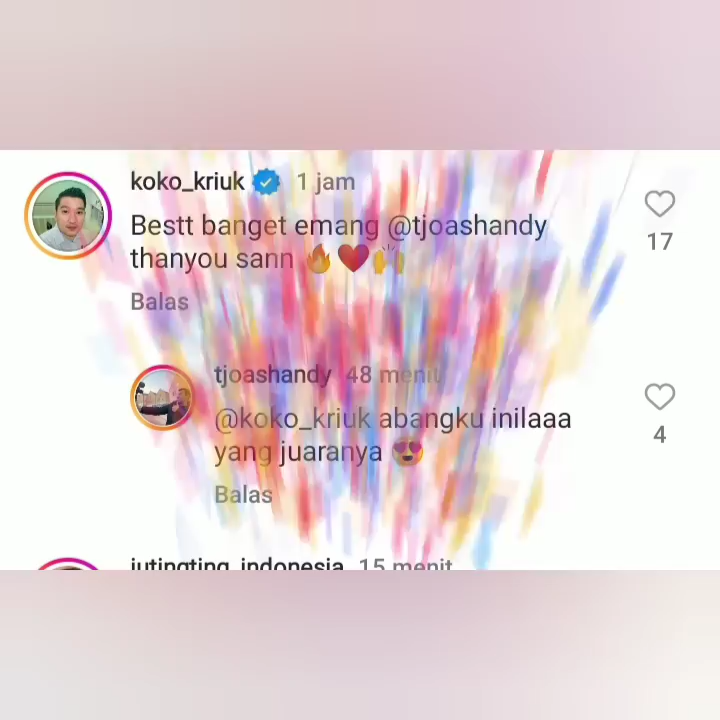 koko_kriuk 1 jam
Bestt banget emang @tjoashandy
thanyou sann 🔥❤️🙌
17
Balas
tjoashandy 48 menit
@koko_kriuk abangku inilaaa
yang juaranya 😍
4
Balas
jutingting_indonesia 15 menit